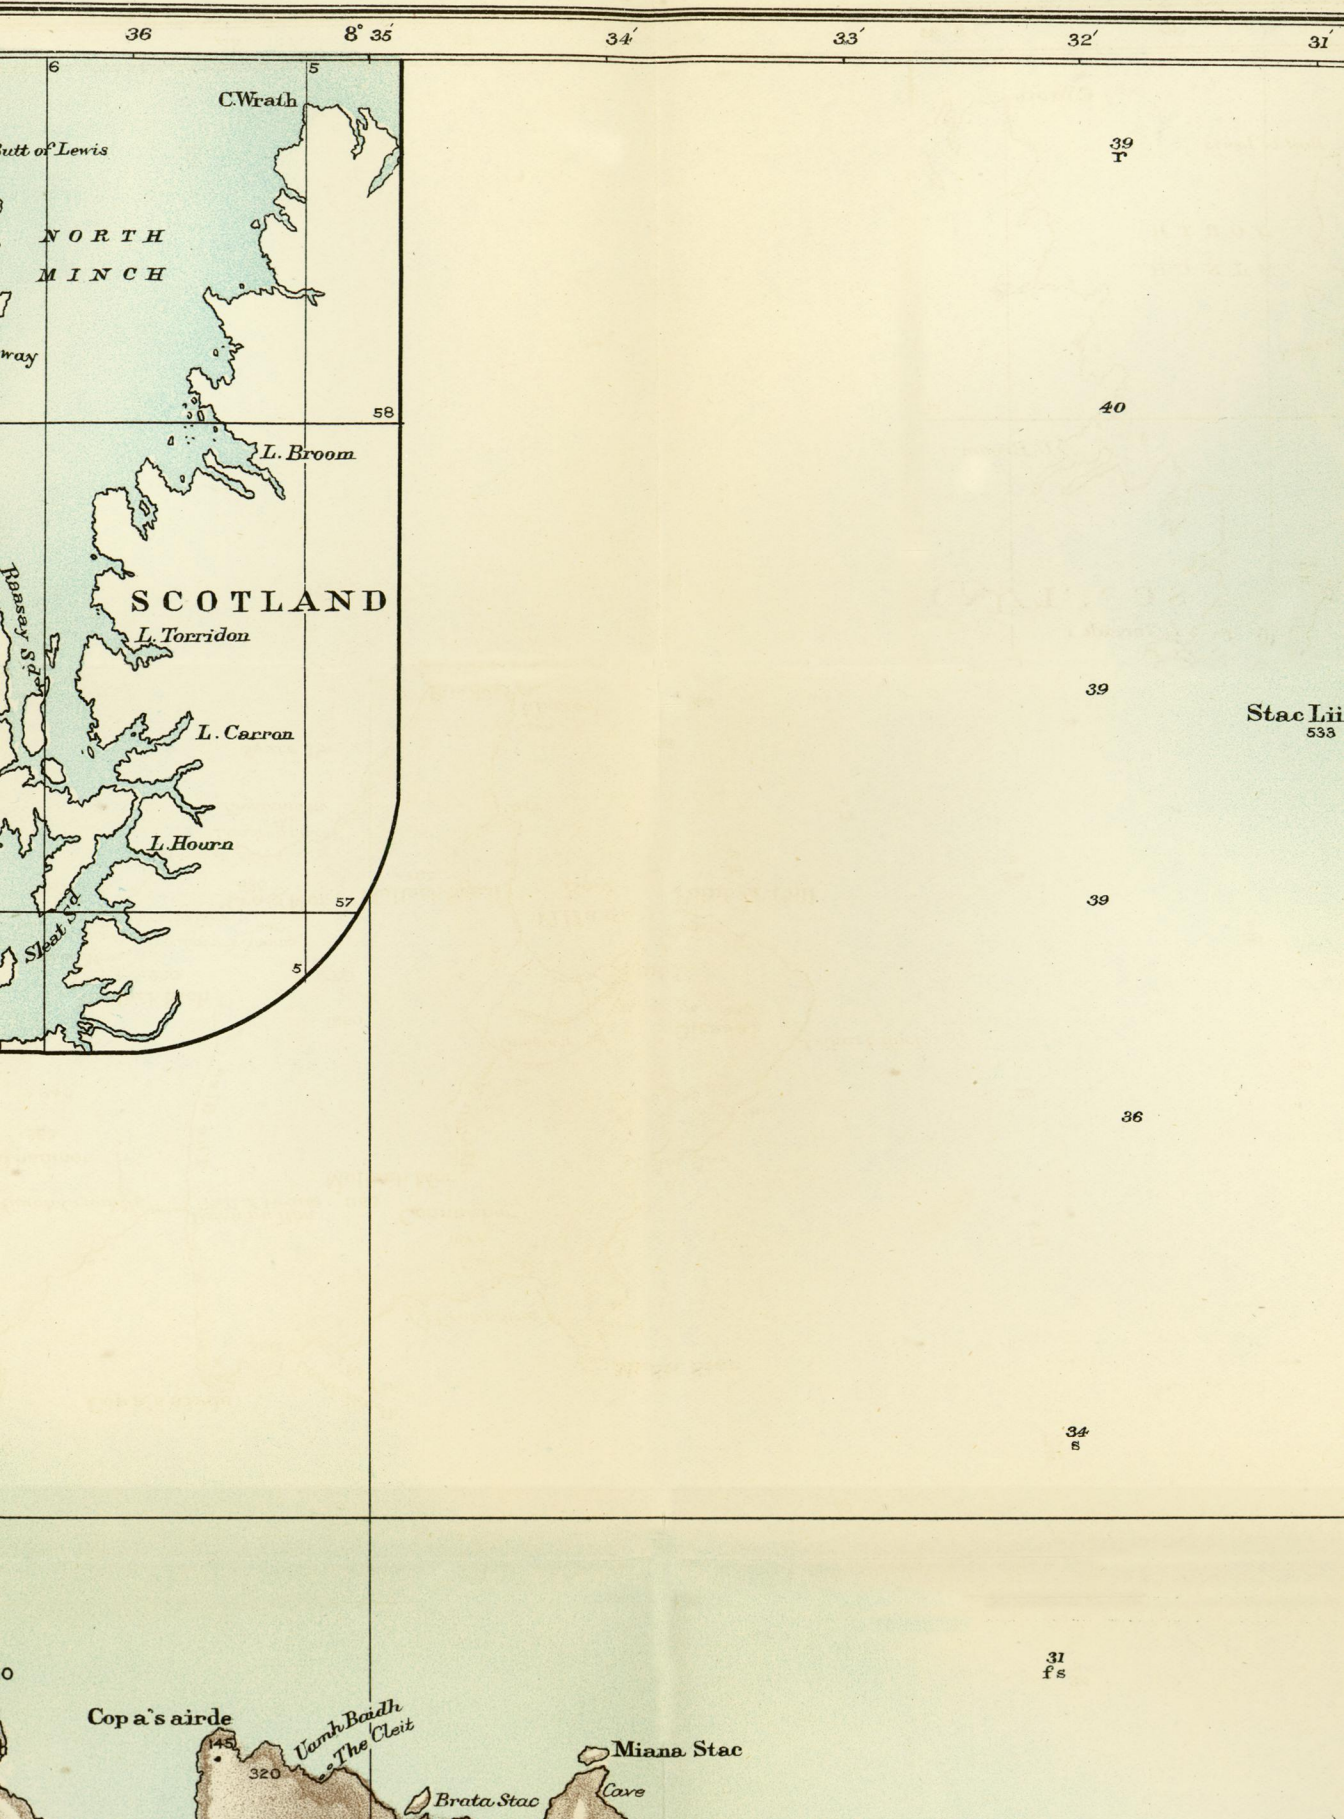 36 8° 35′ 34′ 33′ 32′ 31′
6 5
C. Wrath
Butt of Lewis
39
r
NORTH
MINCH
way
40
58
L. Broom
Raasay Sd.
SCOTLAND
L. Torridon
39
Stac Lii
533
L. Carron
L. Hourn
39
57
Sleat Sd.
5
36
34
s
31
fs
Cop a's airde
145
320
Uamh Baidh
The Cleit
Miana Stac
Brata Stac
Cave